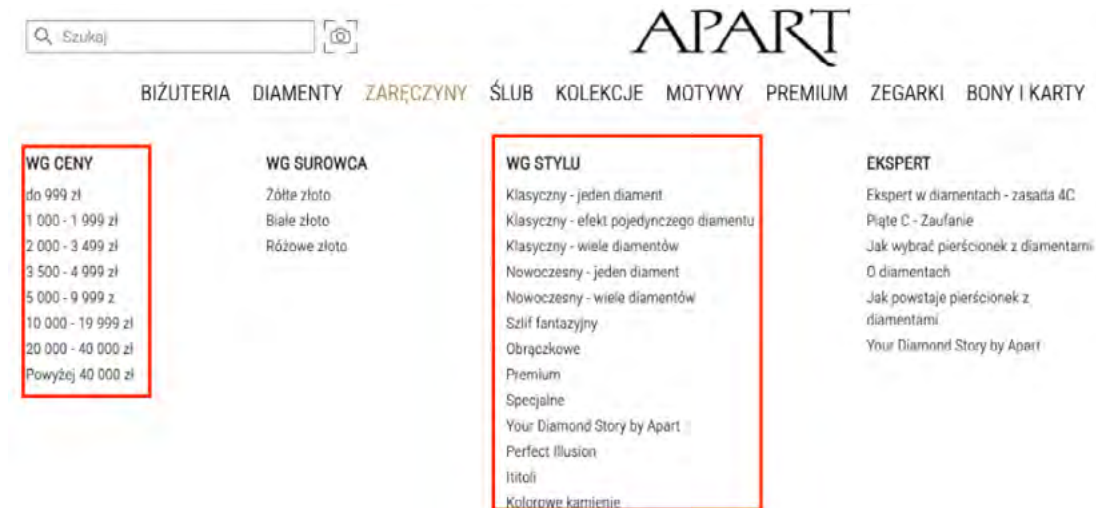 Szukaj
APART
BIŻUTERIA DIAMENTY ZARĘCZYNY ŚLUB KOLEKCJE MOTYWY PREMIUM ZEGARKI BONY I KARTY
WG CENY
do 999 zł
1 000 - 1 999 zł
2 000 - 3 499 zł
3 500 - 4 999 zł
5 000 - 9 999 z
10 000 - 19 999 zł
20 000 - 40 000 zł
Powyżej 40 000 zł
WG SUROWCA
Żółte złoto
Białe złoto
Różowe złoto
WG STYLU
Klasyczny - jeden diament
Klasyczny - efekt pojedynczego diamentu
Klasyczny - wiele diamentów
Nowoczesny - jeden diament
Nowoczesny - wiele diamentów
Szlif fantazyjny
Obrączkowe
Premium
Specjalne
Your Diamond Story by Apart
Perfect Illusion
Ititoli
Kolorowe kamienie
EKSPERT
Ekspert w diamentach - zasada 4C
Piąte C - Zaufanie
Jak wybrać pierścionek z diamentami
O diamentach
Jak powstaje pierścionek z
diamentami
Your Diamond Story by Apart